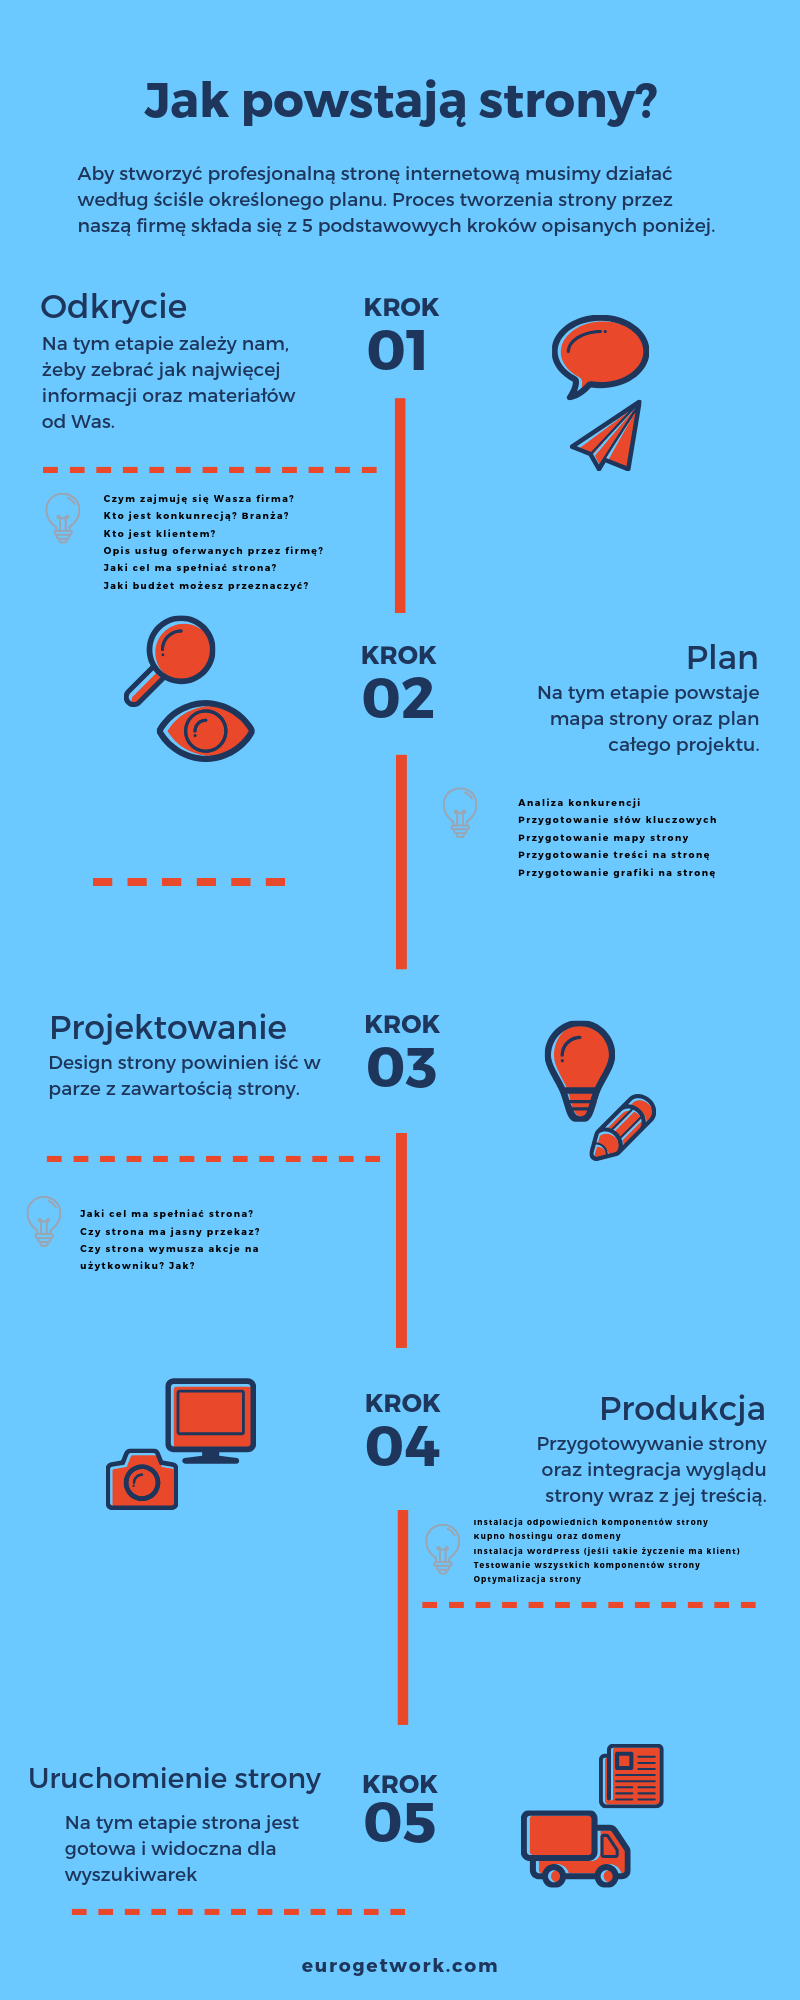 Jak powstają strony?
Aby stworzyć profesjonalną stronę internetową musimy działać
według ściśle określonego planu. Proces tworzenia strony przez
naszą firmę składa się z 5 podstawowych kroków opisanych poniżej.
Odkrycie
Na tym etapie zależy nam,
żeby zebrać jak najwięcej
informacji oraz materiałów
od Was.
KROK
01
Czym zajmuję się Wasza firma?
Kto jest konkunrecją? Branża?
Kto jest klientem?
Opis usług oferwanych przez firmę?
Jaki cel ma spełniać strona?
Jaki budżet możesz przeznaczyć?
KROK
02
Plan
Na tym etapie powstaje
mapa strony oraz plan
całego projektu.
Analiza konkurencji
Przygotowanie słów kluczowych
Przygotowanie mapy strony
Przygotowanie treści na stronę
Przygotowanie grafiki na stronę
Projektowanie
Design strony powinien iść w
parze z zawartością strony.
KROK
03
Jaki cel ma spełniać strona?
Czy strona ma jasny przekaz?
Czy strona wymusza akcje na
użytkowniku? Jak?
KROK
04
Produkcja
Przygotowywanie strony
oraz integracja wyglądu
strony wraz z jej treścią.
Instalacja odpowiednich komponentów strony
Kupno hostingu oraz domeny
Instalacja WordPress (jeśli takie życzenie ma klient)
Testowanie wszystkich komponentów strony
Optymalizacja strony
Uruchomienie strony
Na tym etapie strona jest
gotowa i widoczna dla
wyszukiwarek
KROK
05
eurogetwork.com